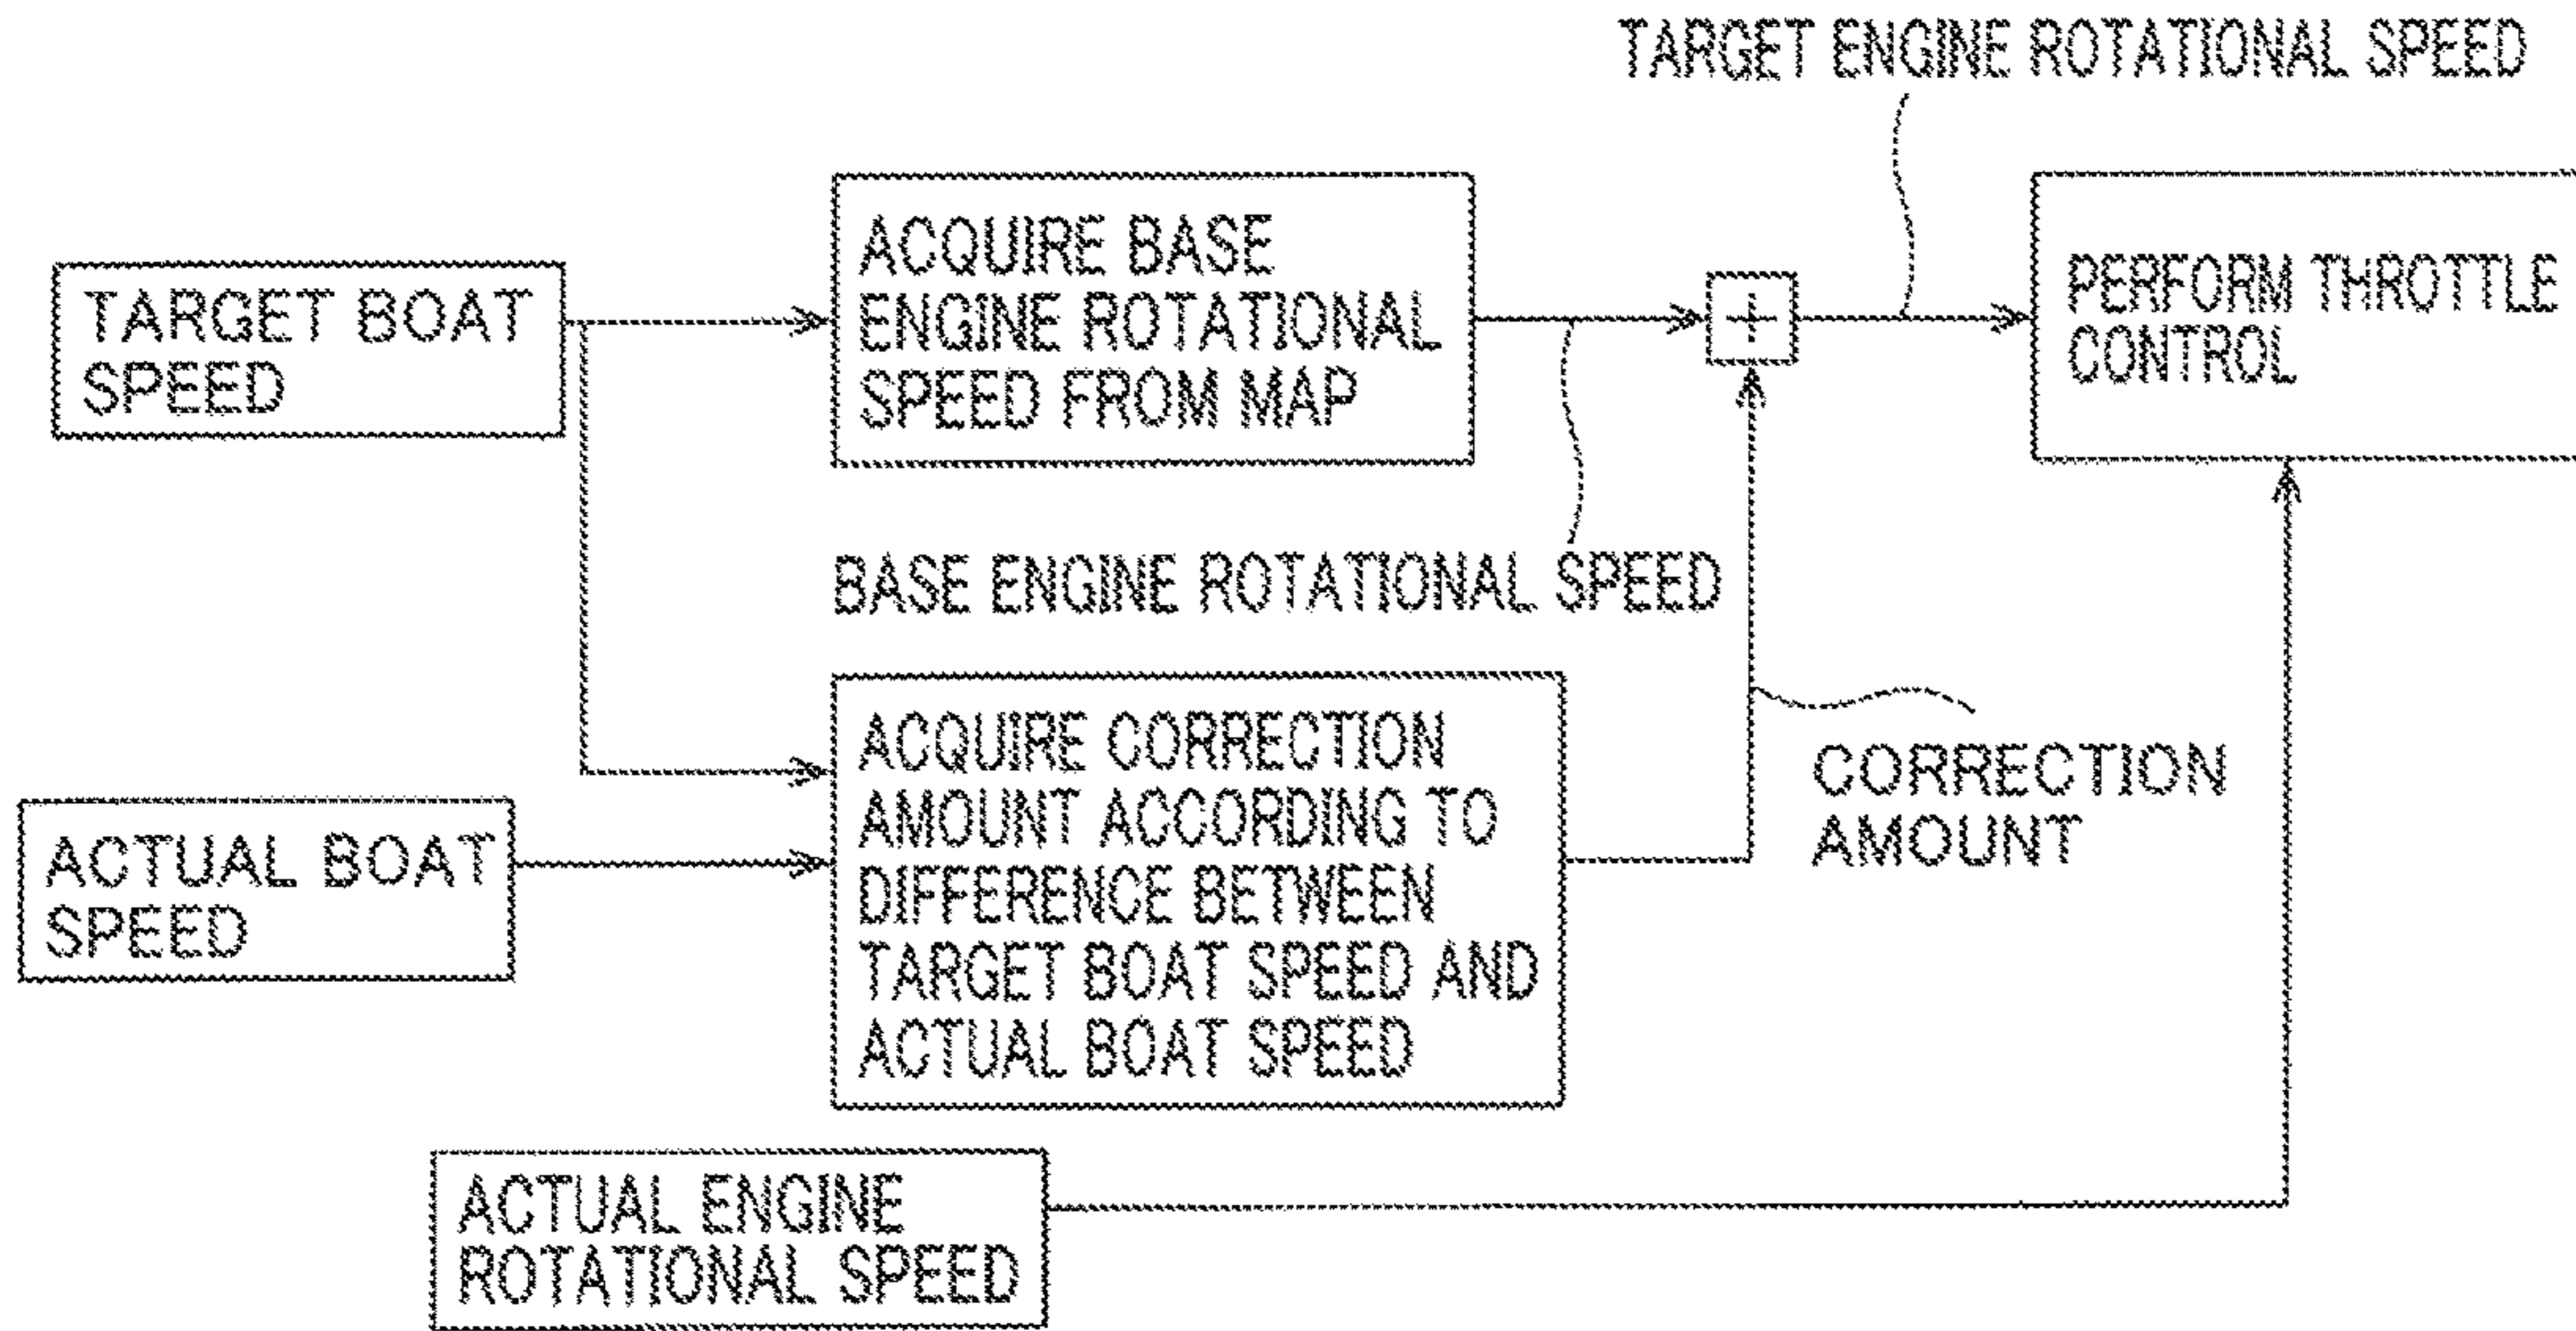 TARGET ENGINE ROTATIONAL SPEED
TARGET BOAT
SPEED
ACQUIRE BASE
ENGINE ROTATIONAL
SPEED FROM MAP
+
PERFORM THROTTLE
CONTROL
BASE ENGINE ROTATIONAL SPEED
ACTUAL BOAT
SPEED
ACQUIRE CORRECTION
AMOUNT ACCORDING TO
DIFFERENCE BETWEEN
TARGET BOAT SPEED AND
ACTUAL BOAT SPEED
CORRECTION
AMOUNT
ACTUAL ENGINE
ROTATIONAL SPEED